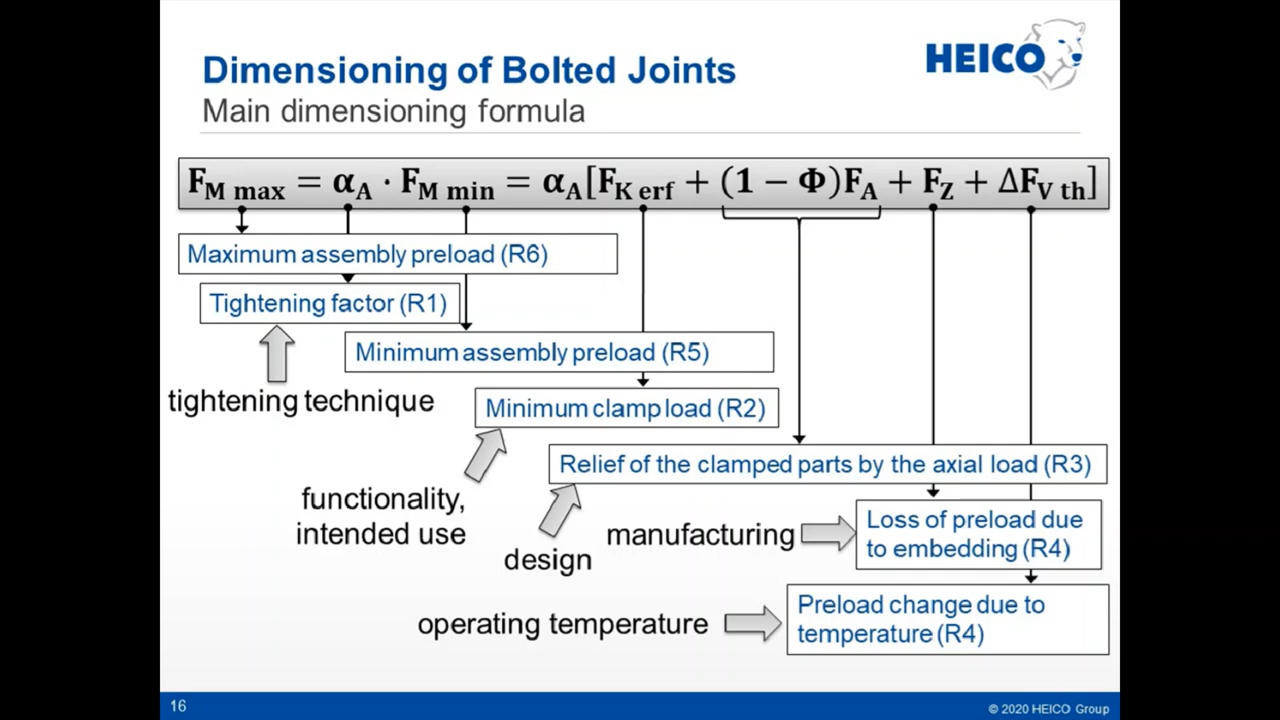 Dimensioning of Bolted Joints
HEICO
Main dimensioning formula
F_M max = α_A · F_M min = α_A[F_K erf + (1 − Φ)F_A + F_Z + ΔF_V th]
Maximum assembly preload (R6)
Tightening factor (R1)
Minimum assembly preload (R5)
tightening technique
Minimum clamp load (R2)
Relief of the clamped parts by the axial load (R3)
functionality,
intended use
design
manufacturing
Loss of preload due
to embedding (R4)
operating temperature
Preload change due to
temperature (R4)
16
© 2020 HEICO Group